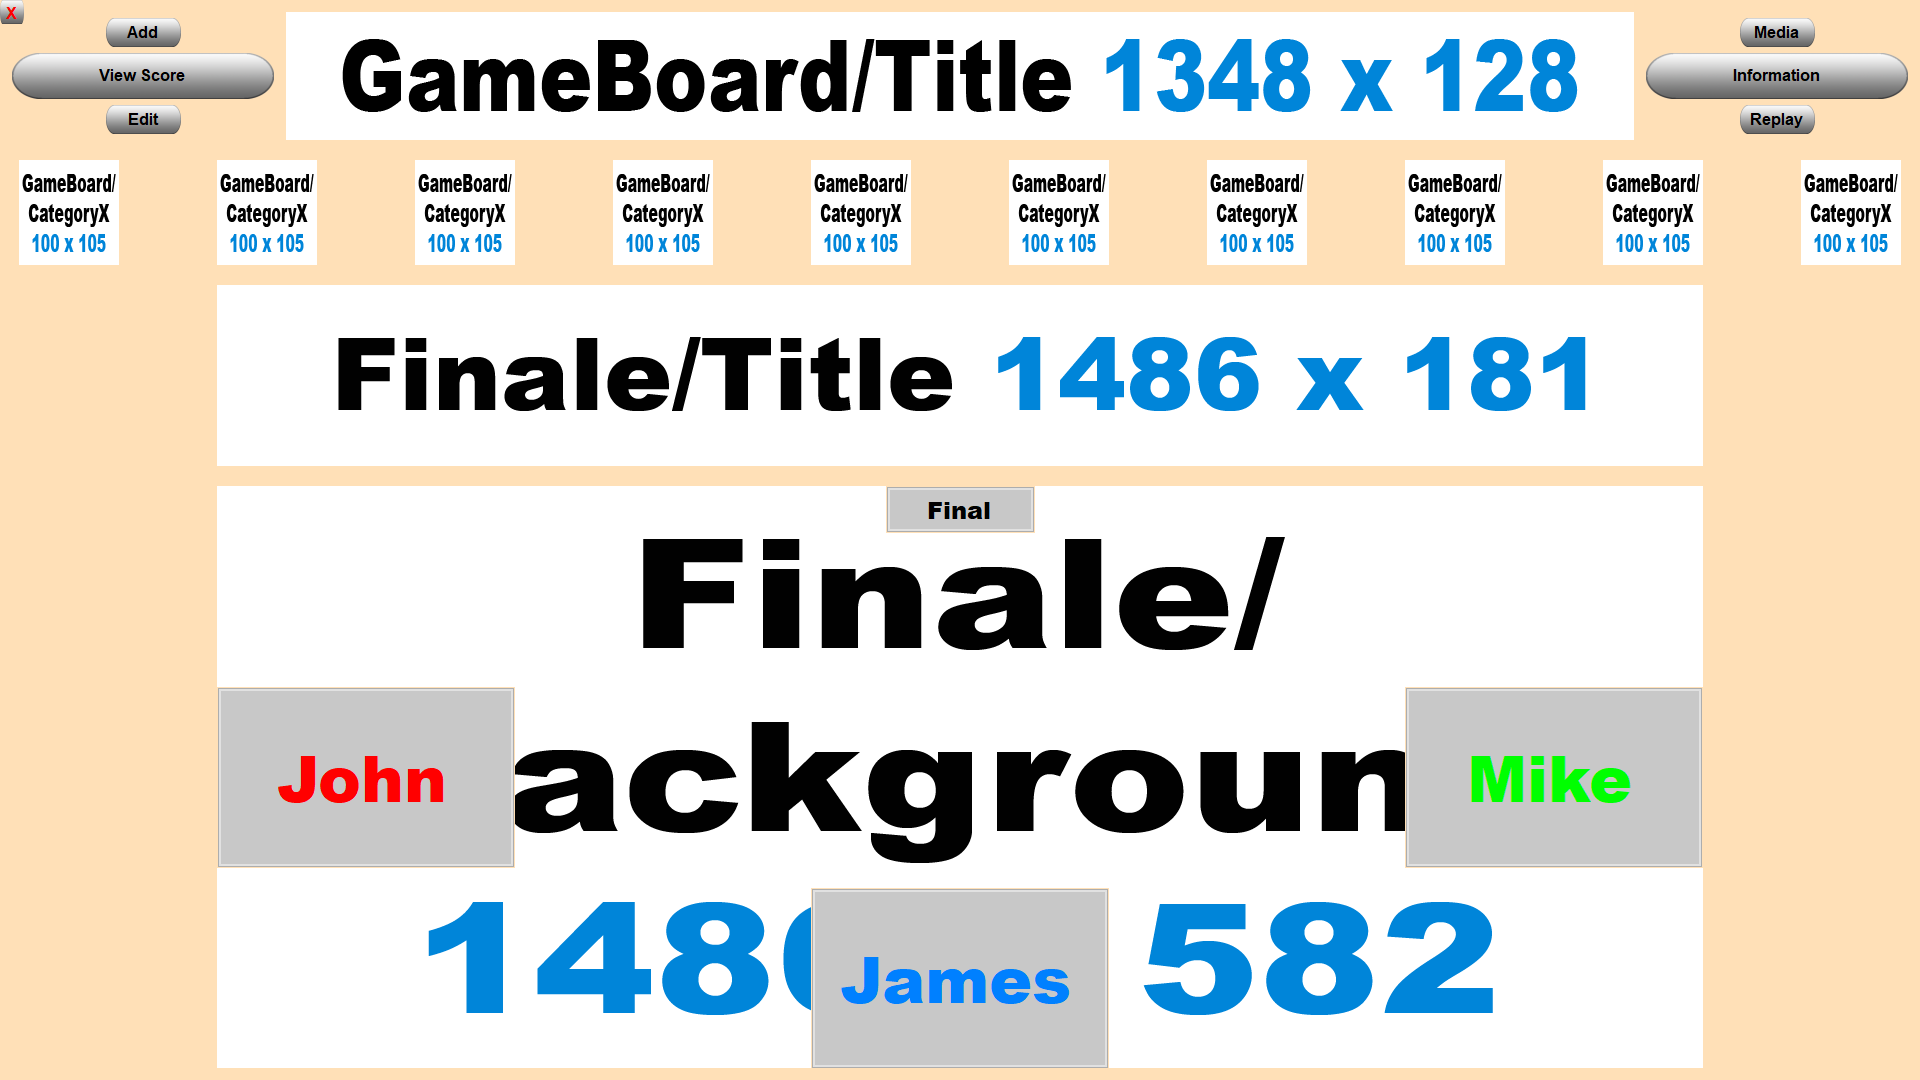 X
Add
View Score
Edit
GameBoard/Title 1348 x 128
Media
Information
Replay
GameBoard/
CategoryX
100 x 105
GameBoard/
CategoryX
100 x 105
GameBoard/
CategoryX
100 x 105
GameBoard/
CategoryX
100 x 105
GameBoard/
CategoryX
100 x 105
GameBoard/
CategoryX
100 x 105
GameBoard/
CategoryX
100 x 105
GameBoard/
CategoryX
100 x 105
GameBoard/
CategoryX
100 x 105
GameBoard/
CategoryX
100 x 105
Finale/Title 1486 x 181
Final
Finale/
John
ackgroun
Mike
148
James
582